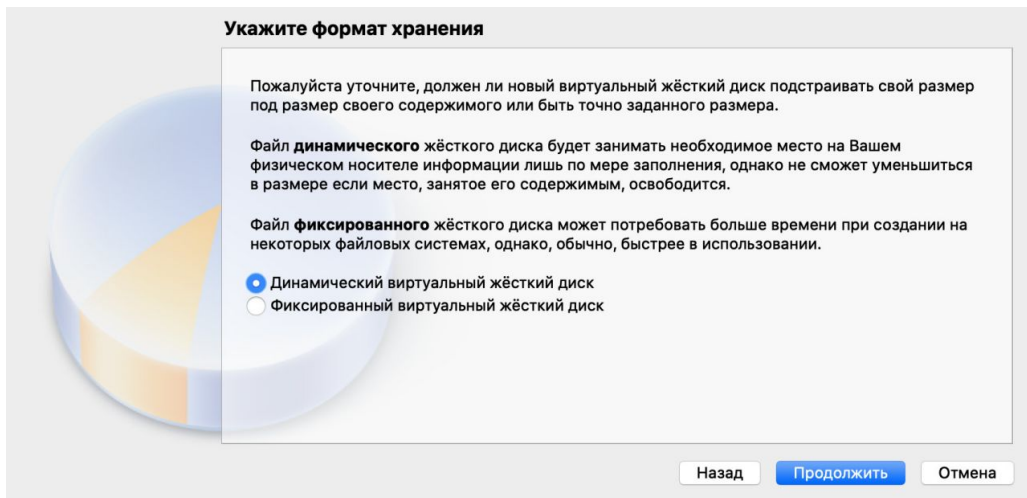 Укажите формат хранения
Пожалуйста уточните, должен ли новый виртуальный жёсткий диск подстраивать свой размер
под размер своего содержимого или быть точно заданного размера.
Файл динамического жёсткого диска будет занимать необходимое место на Вашем
физическом носителе информации лишь по мере заполнения, однако не сможет уменьшиться
в размере если место, занятое его содержимым, освободится.
Файл фиксированного жёсткого диска может потребовать больше времени при создании на
некоторых файловых системах, однако, обычно, быстрее в использовании.
Динамический виртуальный жёсткий диск
Фиксированный виртуальный жёсткий диск
Назад Продолжить Отмена